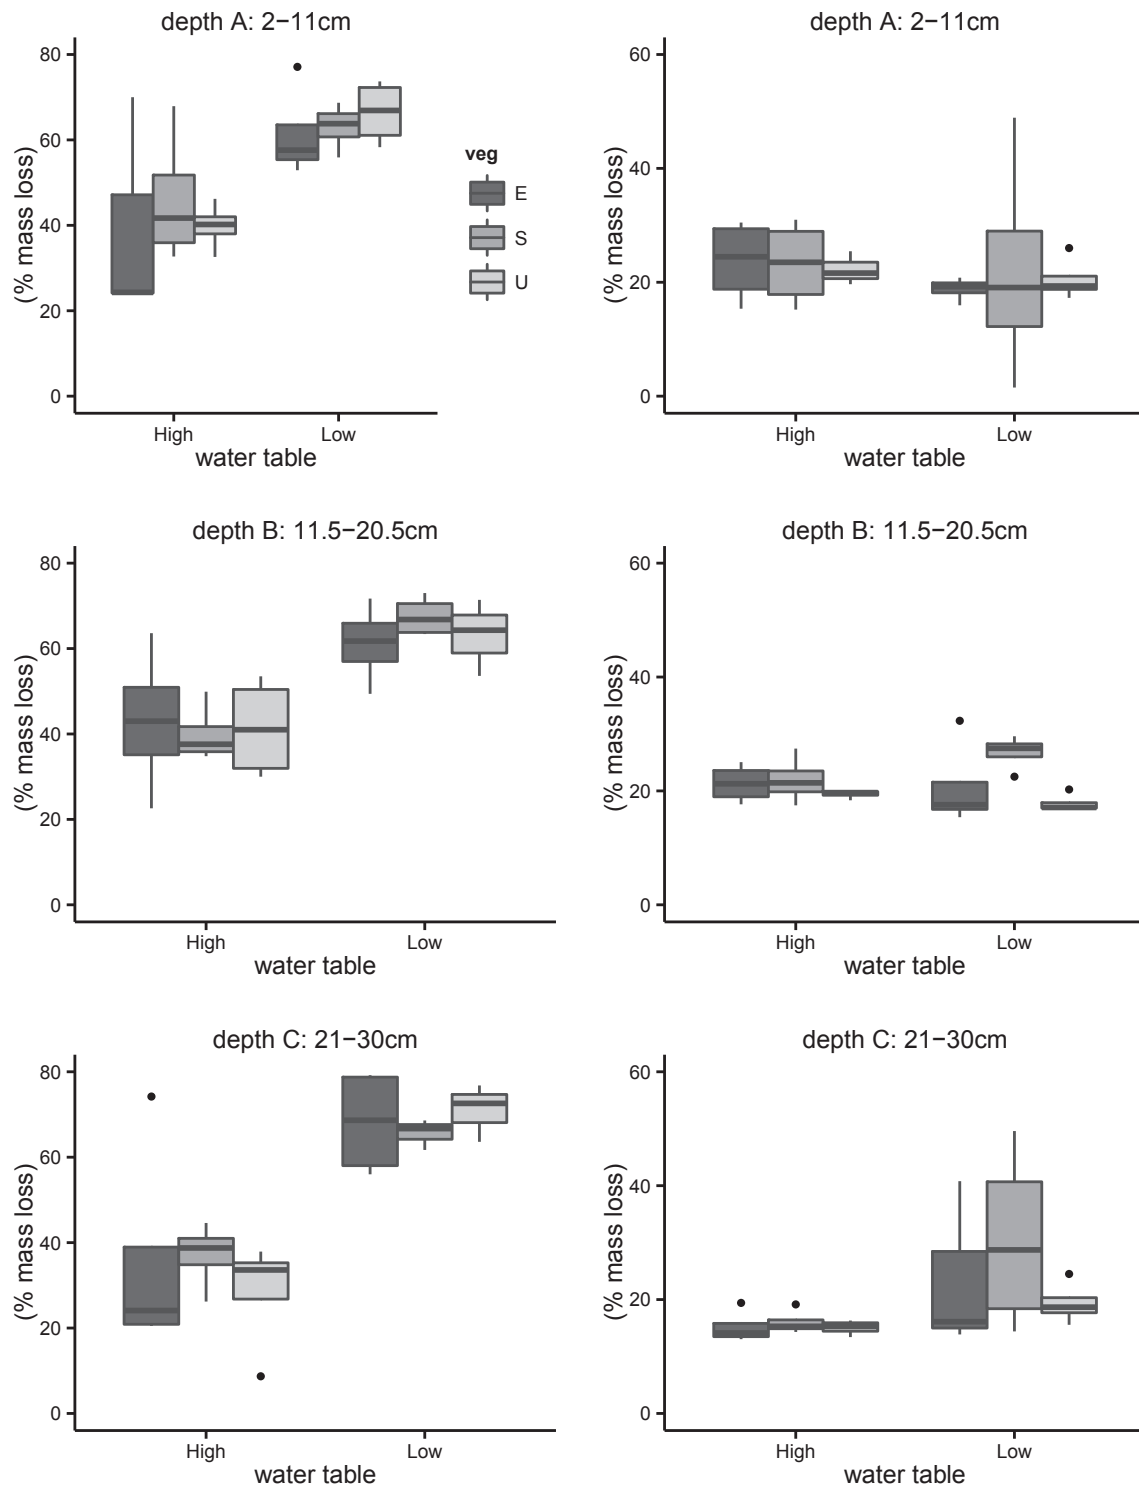 depth A: 2−11cm
80
60
40
20
0
(% mass loss)
High
Low
water table
veg
E
S
U
depth A: 2−11cm
60
40
20
0
(% mass loss)
High
Low
water table
depth B: 11.5−20.5cm
80
60
40
20
0
(% mass loss)
High
Low
water table
depth B: 11.5−20.5cm
60
40
20
0
(% mass loss)
High
Low
water table
depth C: 21−30cm
80
60
40
20
0
(% mass loss)
High
Low
water table
depth C: 21−30cm
60
40
20
0
(% mass loss)
High
Low
water table